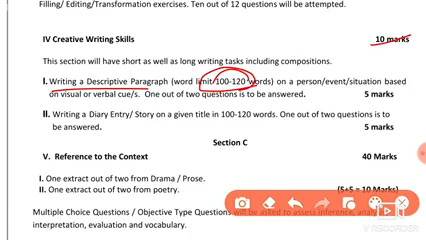 Filling/ Editing/Transformation exercises. Ten out of 12 questions will be attempted.
IV Creative Writing Skills 10 marks
This section will have short as well as long writing tasks including compositions.
I. Writing a Descriptive Paragraph (word limit 100-120 words) on a person/event/situation based
on visual or verbal cue/s. One out of two questions is to be answered. 5 marks
II. Writing a Diary Entry/ Story on a given title in 100-120 words. One out of two questions is to
be answered. 5 marks
Section C
V. Reference to the Context 40 Marks
I. One extract out of two from Drama / Prose.
II. One extract out of two from poetry. (5+5 = 10 Marks)
Multiple Choice Questions / Objective Type Questions will be asked to assess inference,
interpretation, evaluation and vocabulary.
V RECORDER